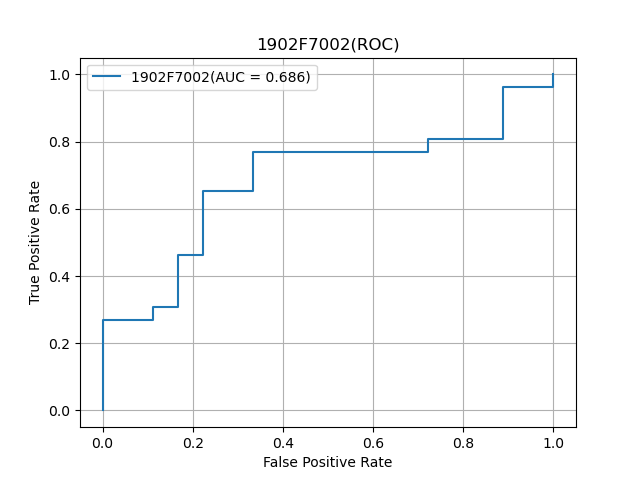 1902F7002(ROC)
1902F7002(AUC = 0.686)
True Positive Rate
1.0
0.8
0.6
0.4
0.2
0.0
0.0 0.2 0.4 0.6 0.8 1.0
False Positive Rate